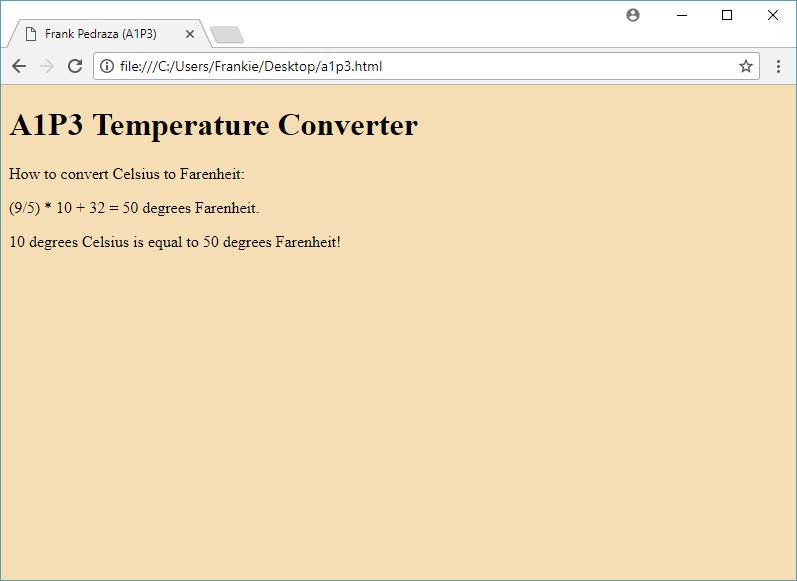 Frank Pedraza (A1P3)
file:///C:/Users/Frankie/Desktop/a1p3.html
A1P3 Temperature Converter
How to convert Celsius to Farenheit:
(9/5) * 10 + 32 = 50 degrees Farenheit.
10 degrees Celsius is equal to 50 degrees Farenheit!